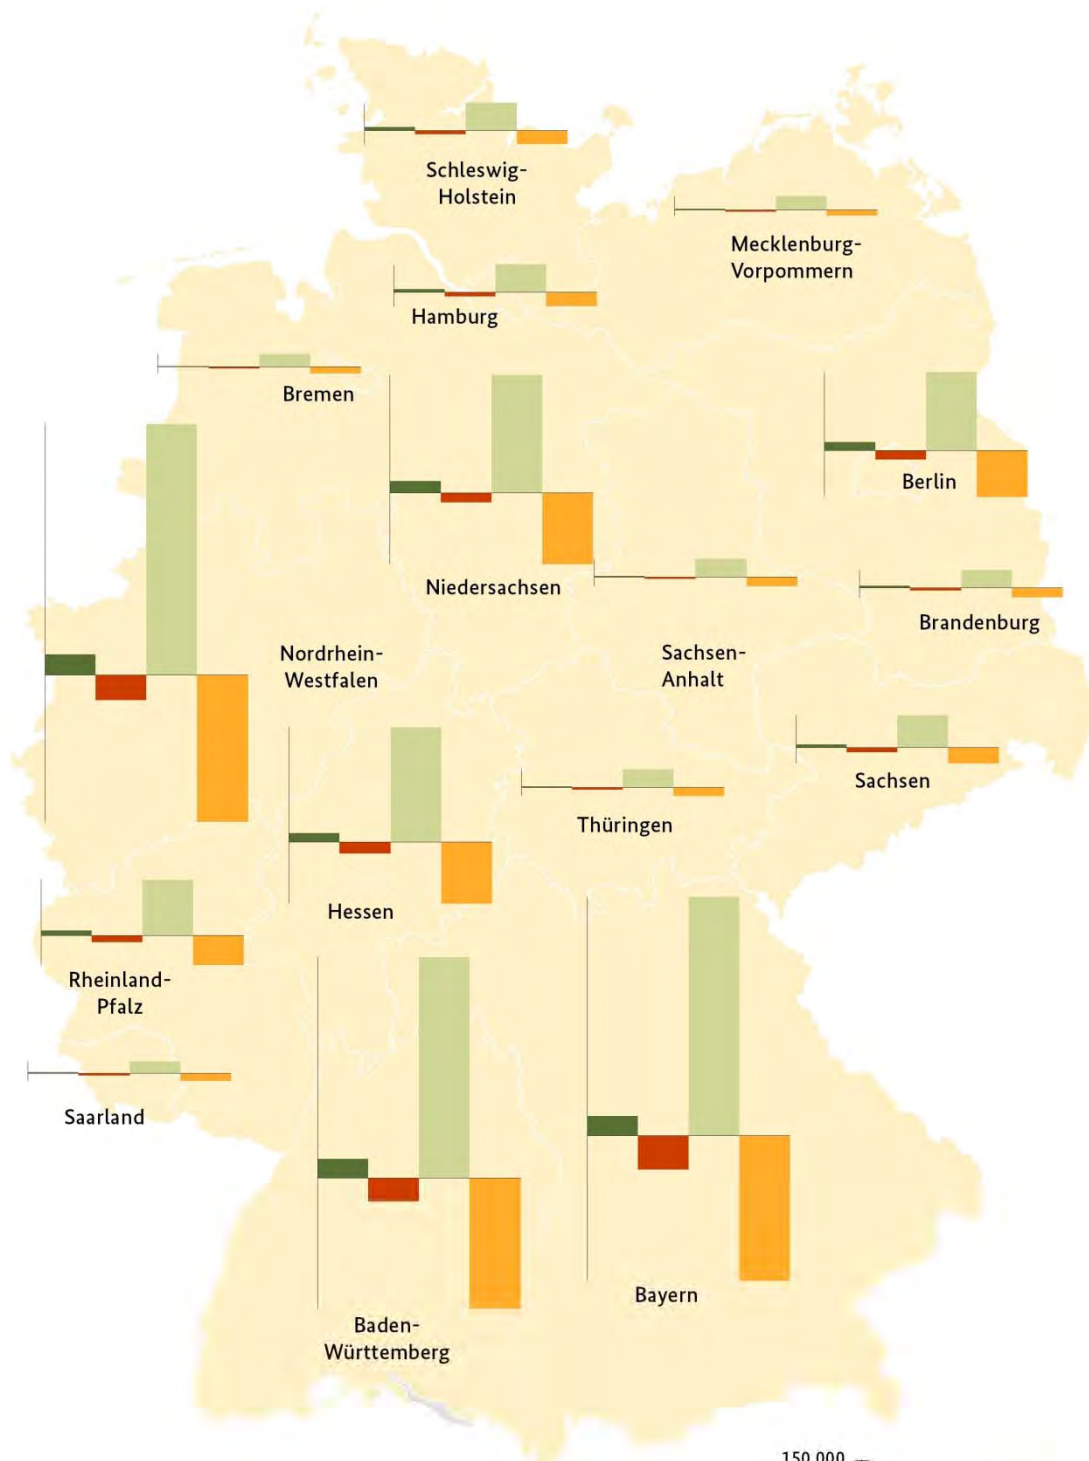 Schleswig-
Holstein
Mecklenburg-
Vorpommern
Hamburg
Bremen
Berlin
Niedersachsen
Brandenburg
Nordrhein-
Westfalen
Sachsen-
Anhalt
Sachsen
Thüringen
Hessen
Rheinland-
Pfalz
Saarland
Bayern
Baden-
Württemberg
150.000